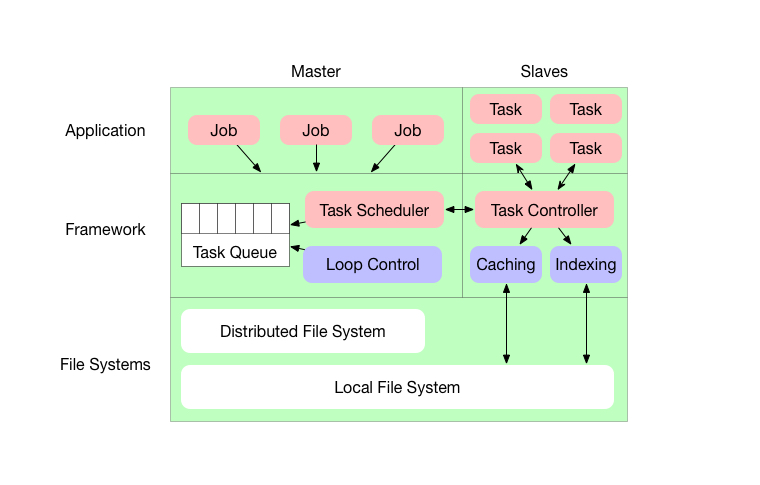 Master
Slaves
Application
Job
Job
Job
Task
Task
Task
Task
Framework
Task Scheduler
Task Controller
Task Queue
Loop Control
Caching
Indexing
File Systems
Distributed File System
Local File System